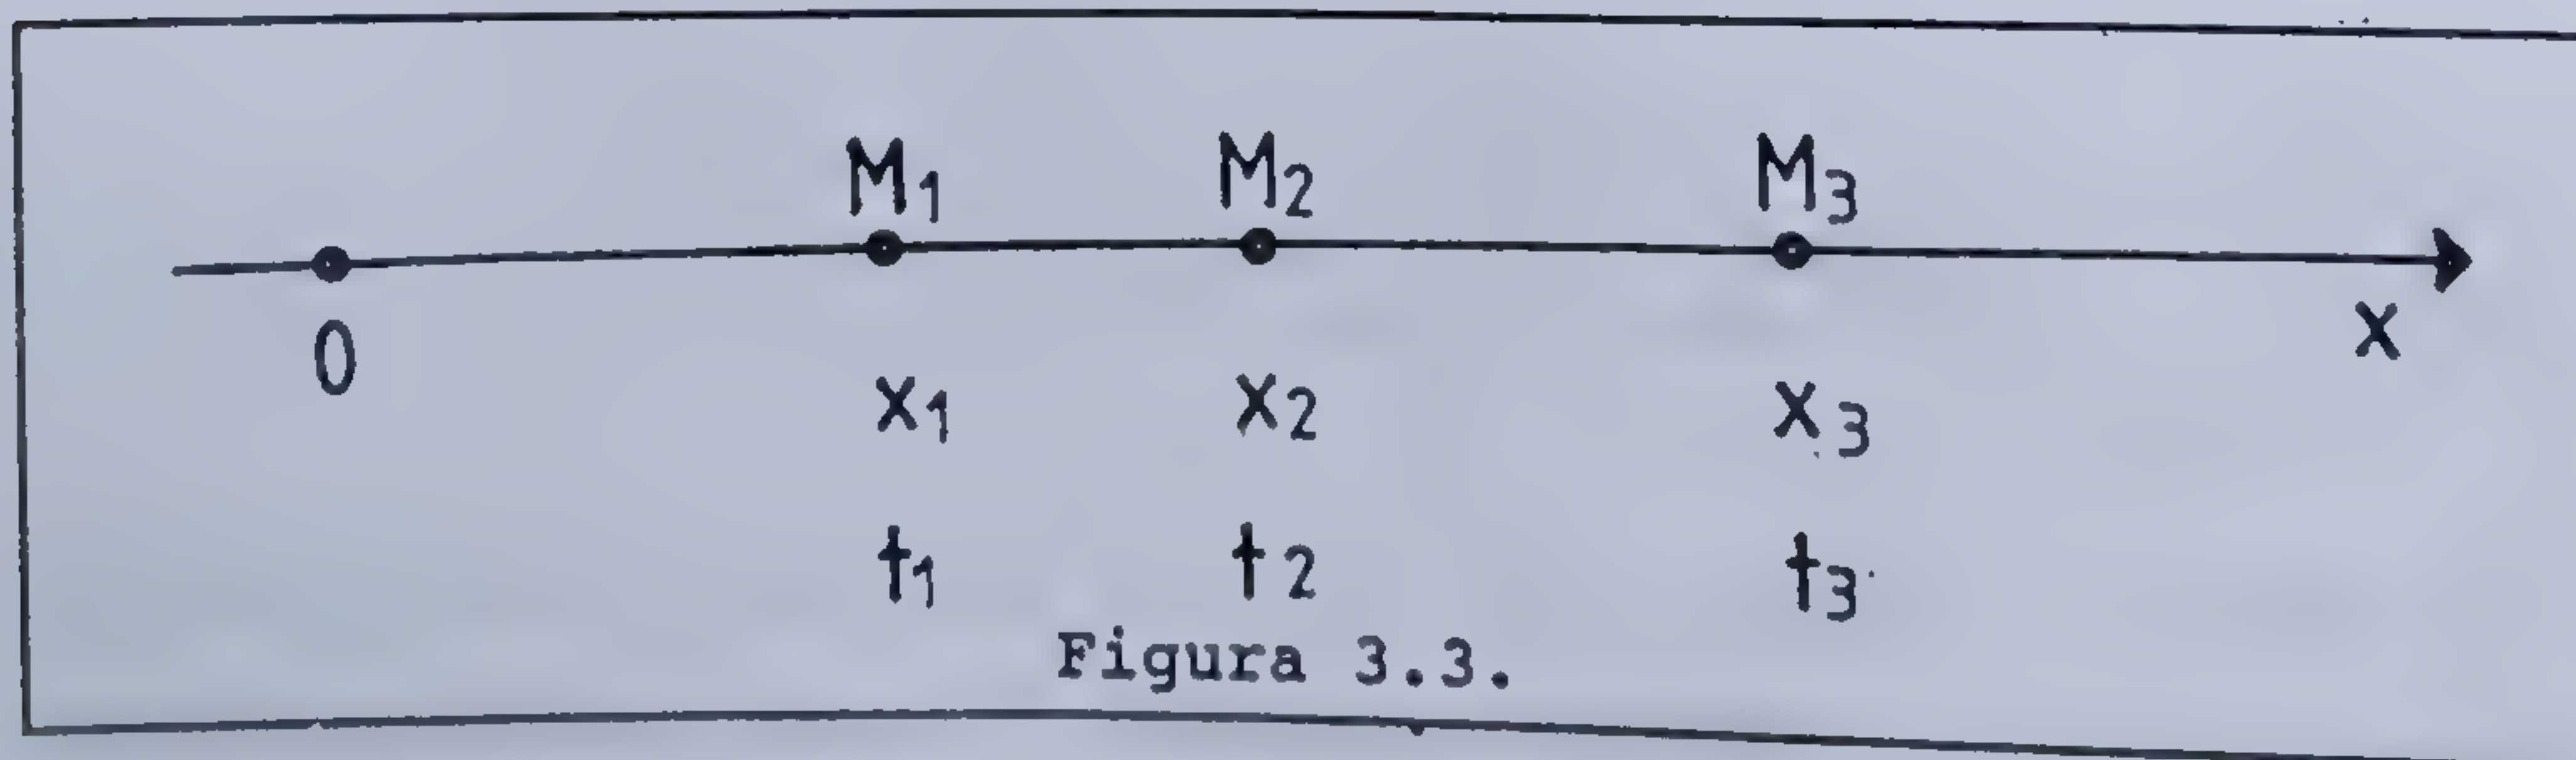 M₁ M₂ M₃
0 x
x₁ x₂ x₃
t₁ t₂ t₃
Figura 3.3.